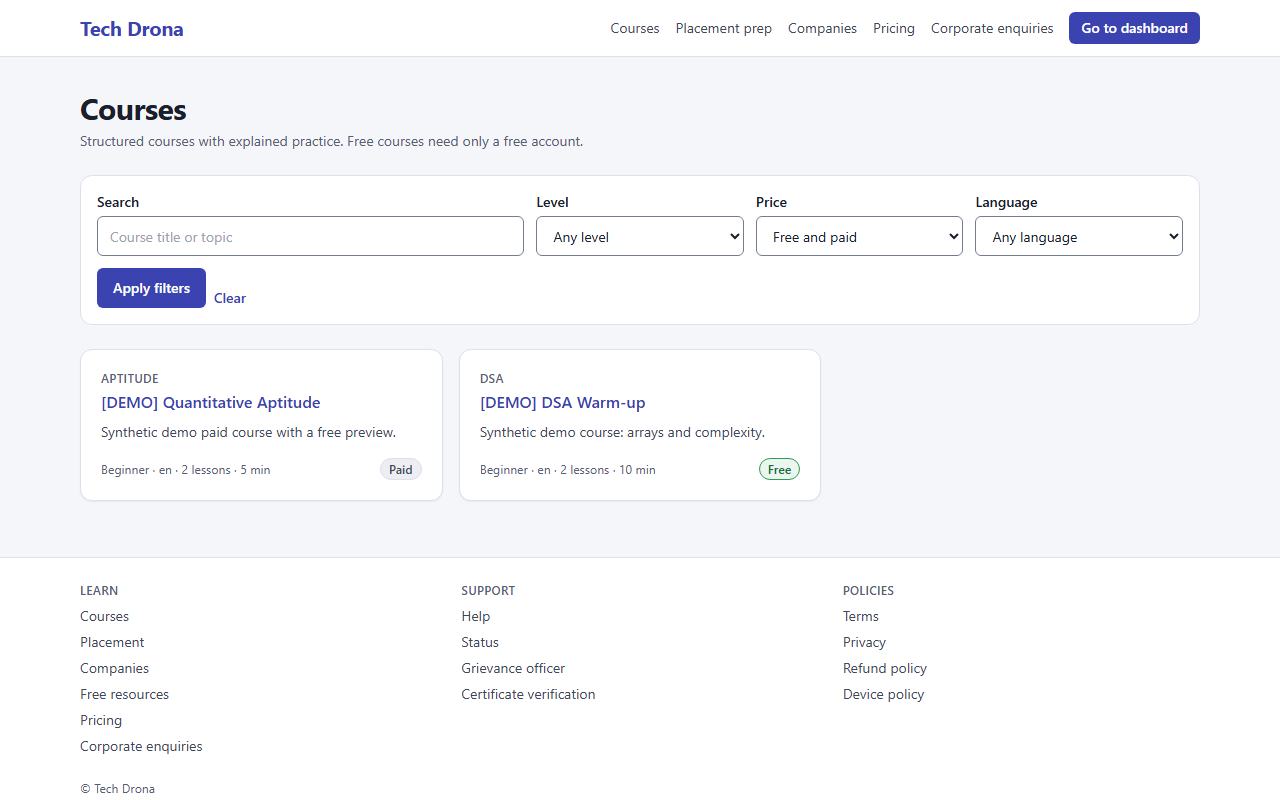 Tech Drona
Courses Placement prep Companies Pricing Corporate enquiries Go to dashboard
Courses
Structured courses with explained practice. Free courses need only a free account.
Search Level Price Language
Course title or topic Any level Free and paid Any language
Apply filters Clear
APTITUDE
[DEMO] Quantitative Aptitude
Synthetic demo paid course with a free preview.
Beginner · en · 2 lessons · 5 min Paid
DSA
[DEMO] DSA Warm-up
Synthetic demo course: arrays and complexity.
Beginner · en · 2 lessons · 10 min Free
LEARN
Courses
Placement
Companies
Free resources
Pricing
Corporate enquiries
SUPPORT
Help
Status
Grievance officer
Certificate verification
POLICIES
Terms
Privacy
Refund policy
Device policy
© Tech Drona